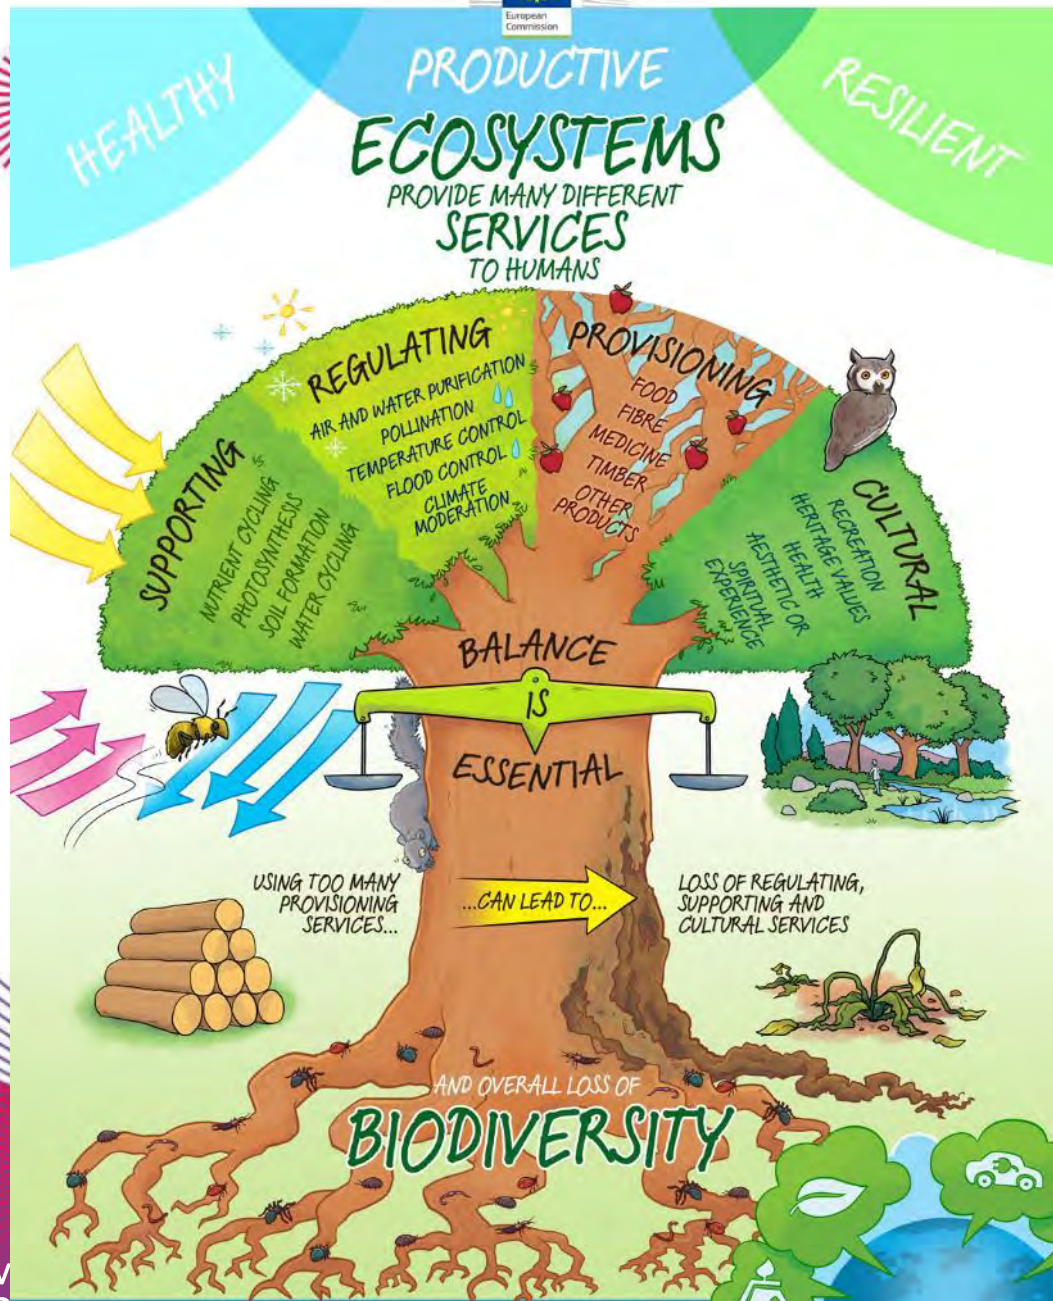 European
Commission
HEALTHY
PRODUCTIVE
RESILIENT
ECOSYSTEMS
PROVIDE MANY DIFFERENT
SERVICES
TO HUMANS
SUPPORTING
NUTRIENT CYCLING
PHOTOSYNTHESIS
SOIL FORMATION
WATER CYCLING
REGULATING
AIR AND WATER PURIFICATION
POLLINATION
TEMPERATURE CONTROL
FLOOD CONTROL
CLIMATE
MODERATION
PROVISIONING
FOOD
FIBRE
MEDICINE
TIMBER
OTHER
PRODUCTS
CULTURAL
RECREATION
HERITAGE VALUES
HEALTH
AESTHETIC OR
SPIRITUAL
EXPERIENCE
BALANCE
IS
ESSENTIAL
USING TOO MANY
PROVISIONING
SERVICES...
...CAN LEAD TO...
LOSS OF REGULATING,
SUPPORTING AND
CULTURAL SERVICES
AND OVERALL LOSS OF
BIODIVERSITY